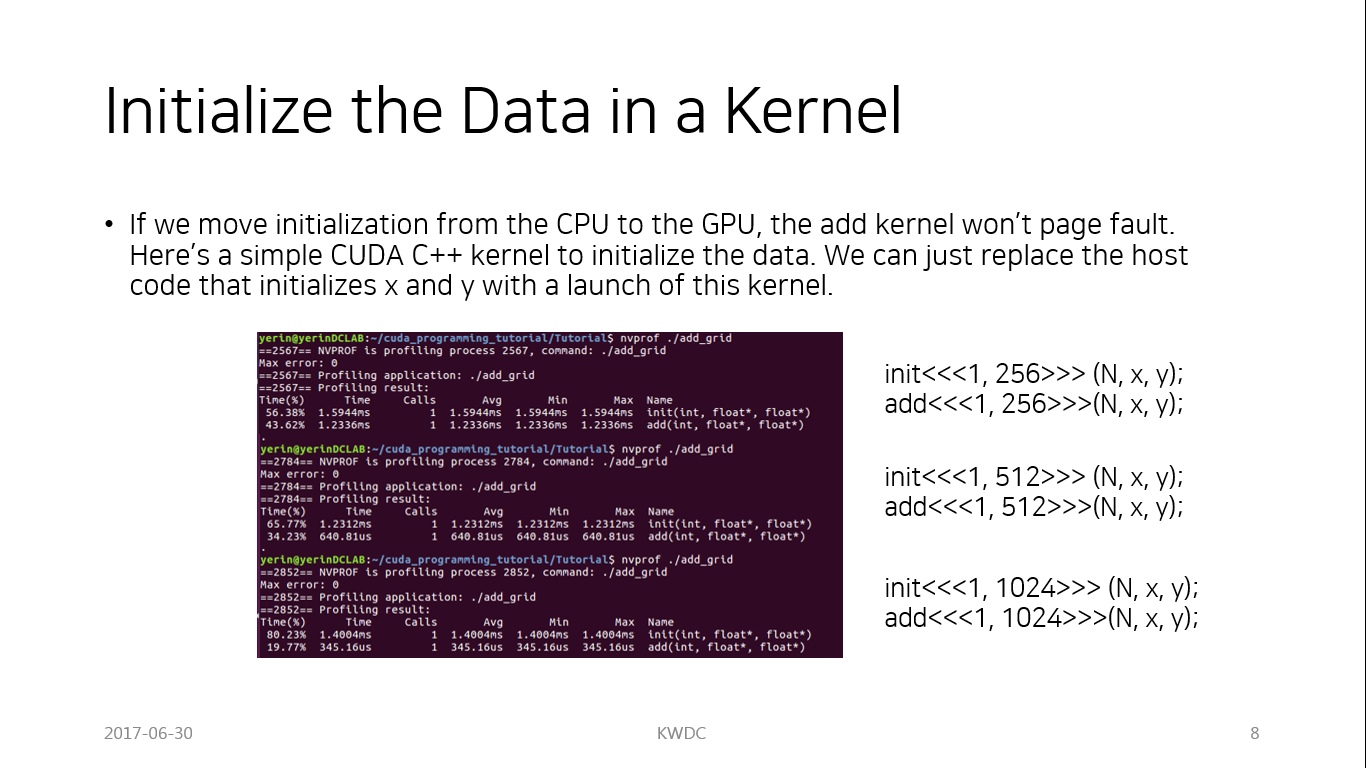 Initialize the Data in a Kernel
• If we move initialization from the CPU to the GPU, the add kernel won't page fault.
Here's a simple CUDA C++ kernel to initialize the data. We can just replace the host
code that initializes x and y with a launch of this kernel.
yerin@yerinDCLAB:~/cuda_programming_tutorial/Tutorial$ nvprof ./add_grid
==2567== NVPROF is profiling process 2567, command: ./add_grid
Max error: 0
==2567== Profiling application: ./add_grid
==2567== Profiling result:
Time(%) Time Calls Avg Min Max Name
56.38% 1.5944ms 1 1.5944ms 1.5944ms 1.5944ms init(int, float*, float*)
43.62% 1.2336ms 1 1.2336ms 1.2336ms 1.2336ms add(int, float*, float*)
.
yerin@yerinDCLAB:~/cuda_programming_tutorial/Tutorial$ nvprof ./add_grid
==2784== NVPROF is profiling process 2784, command: ./add_grid
Max error: 0
==2784== Profiling application: ./add_grid
==2784== Profiling result:
Time(%) Time Calls Avg Min Max Name
65.77% 1.2312ms 1 1.2312ms 1.2312ms 1.2312ms init(int, float*, float*)
34.23% 640.81us 1 640.81us 640.81us 640.81us add(int, float*, float*)
.
yerin@yerinDCLAB:~/cuda_programming_tutorial/Tutorial$ nvprof ./add_grid
==2852== NVPROF is profiling process 2852, command: ./add_grid
Max error: 0
==2852== Profiling application: ./add_grid
==2852== Profiling result:
Time(%) Time Calls Avg Min Max Name
80.23% 1.4004ms 1 1.4004ms 1.4004ms 1.4004ms init(int, float*, float*)
19.77% 345.16us 1 345.16us 345.16us 345.16us add(int, float*, float*)
init<<<1, 256>>> (N, x, y);
add<<<1, 256>>>(N, x, y);
init<<<1, 512>>> (N, x, y);
add<<<1, 512>>>(N, x, y);
init<<<1, 1024>>> (N, x, y);
add<<<1, 1024>>>(N, x, y);
2017-06-30
KWDC
8